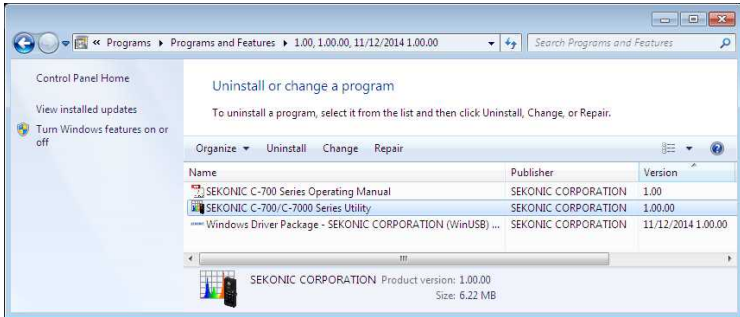 « Programs ▸ Programs and Features ▸ 1.00, 1.00.00, 11/12/2014 1.00.00
Search Programs and Features
Control Panel Home
View installed updates
Turn Windows features on or
off
Uninstall or change a program
To uninstall a program, select it from the list and then click Uninstall, Change, or Repair.
Organize Uninstall Change Repair
Name Publisher Version
SEKONIC C-700 Series Operating Manual SEKONIC CORPORATION 1.00
SEKONIC C-700/C-7000 Series Utility SEKONIC CORPORATION 1.00.00
Windows Driver Package - SEKONIC CORPORATION (WinUSB) ... SEKONIC CORPORATION 11/12/2014 1.00.00
SEKONIC CORPORATION Product version: 1.00.00
Size: 6.22 MB